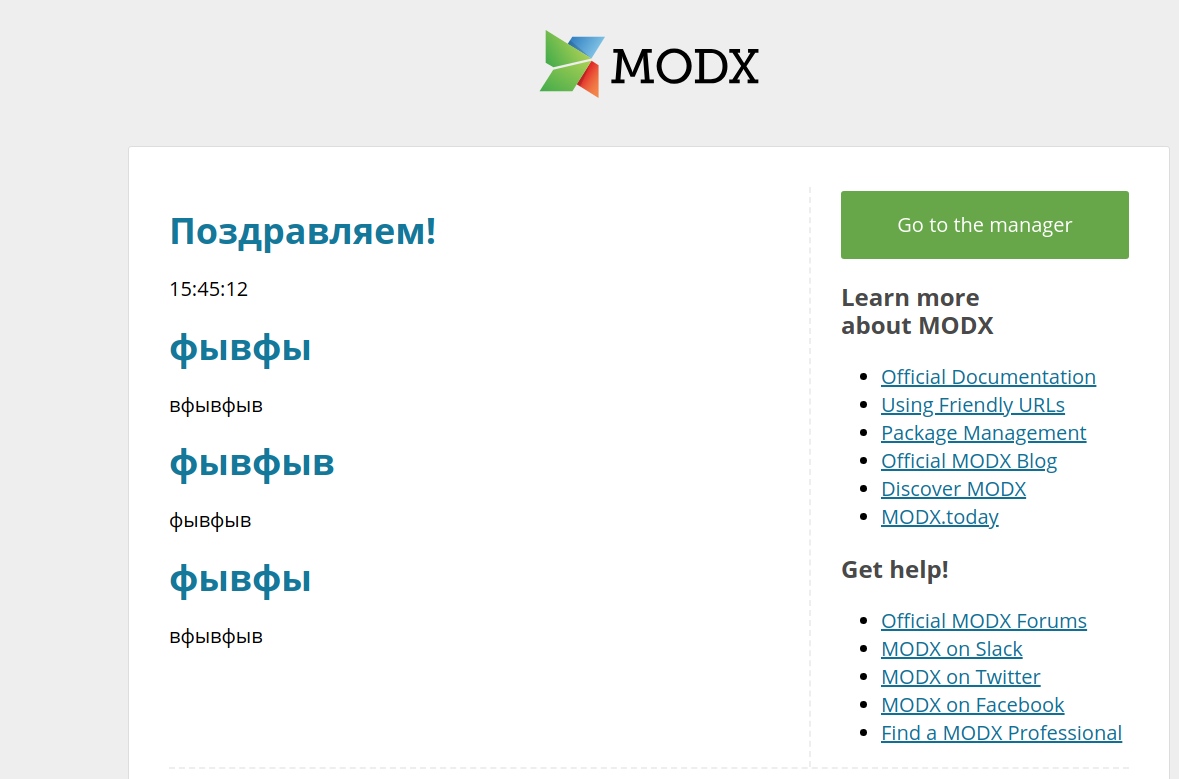 MODX
Поздравляем!
15:45:12
фывфы
вфывфыв
фывфыв
фывфыв
фывфы
вфывфыв
Go to the manager
Learn more
about MODX
Official Documentation
Using Friendly URLs
Package Management
Official MODX Blog
Discover MODX
MODX.today
Get help!
Official MODX Forums
MODX on Slack
MODX on Twitter
MODX on Facebook
Find a MODX Professional